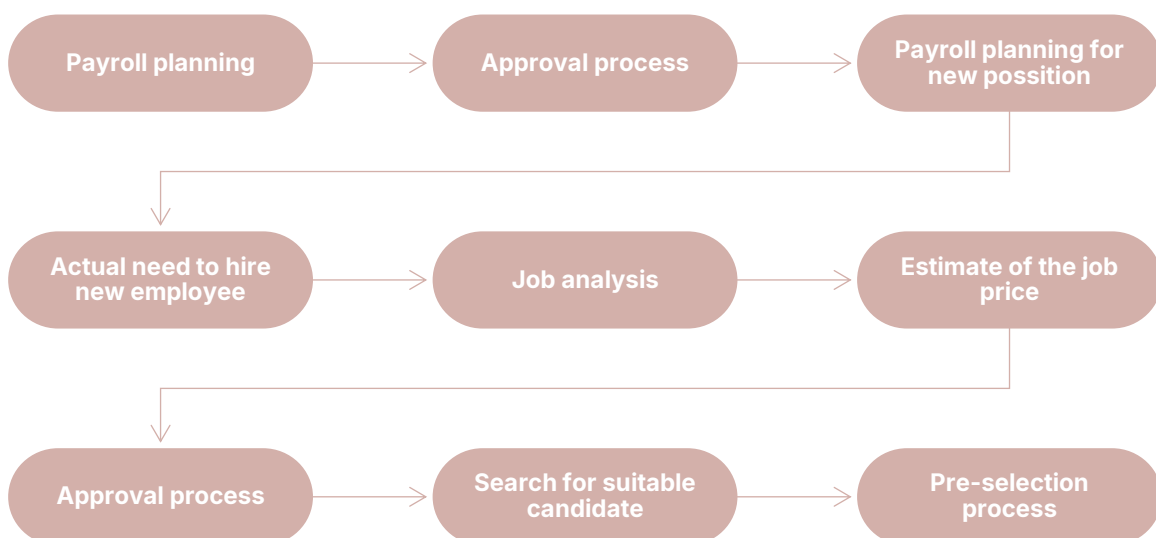 Payroll planning
Approval process
Payroll planning for
new possition
Actual need to hire
new employee
Job analysis
Estimate of the job
price
Approval process
Search for suitable
candidate
Pre-selection
process